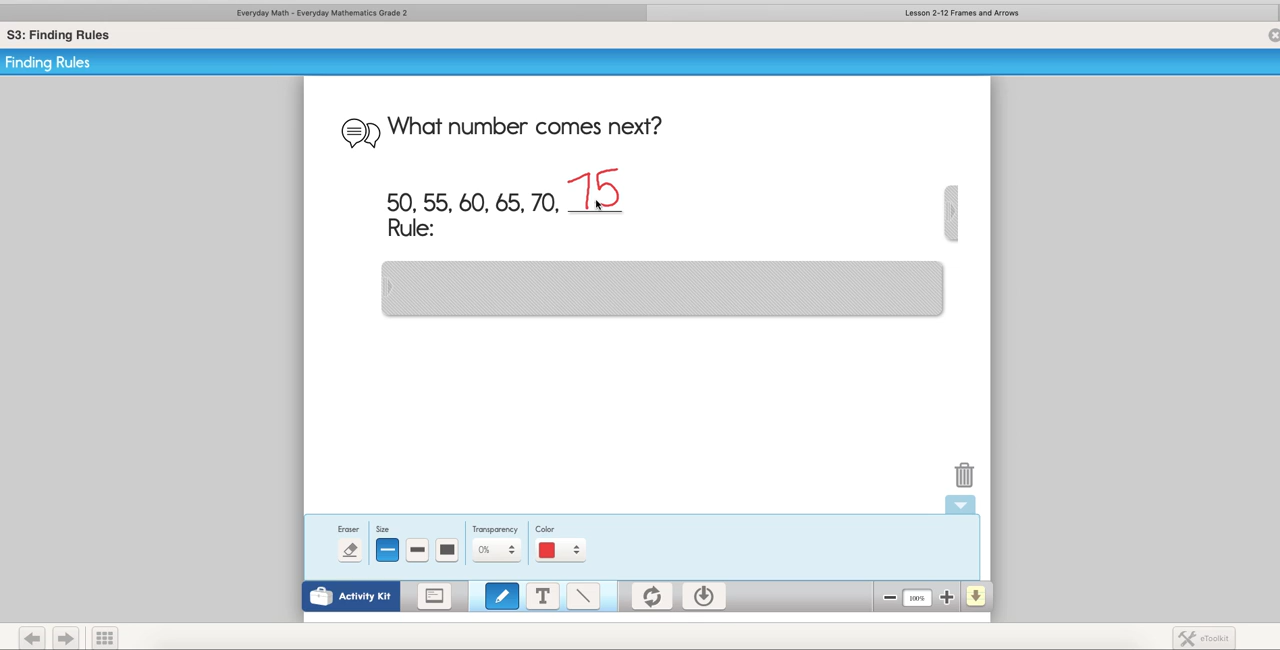 Everyday Math - Everyday Mathematics Grade 2
Lesson 2-12 Frames and Arrows
S3: Finding Rules
Finding Rules
What number comes next?
50, 55, 60, 65, 70, 75
Rule:
Eraser Size Transparency Color
0%
Activity Kit T 100%
eToolkit